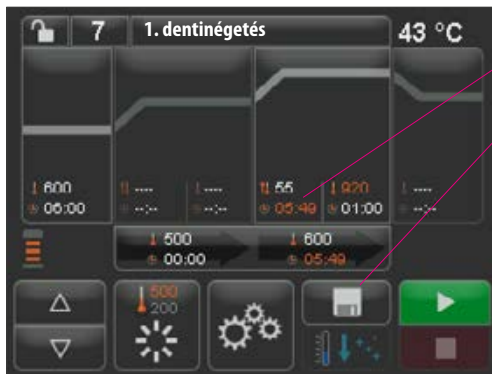 7 1. dentinégetés 43 °C
600 ---- ---- 55 920 ----
06:00 --:-- --:-- 05:49 01:00 --:--
500 600
00:00 05:49
500
200